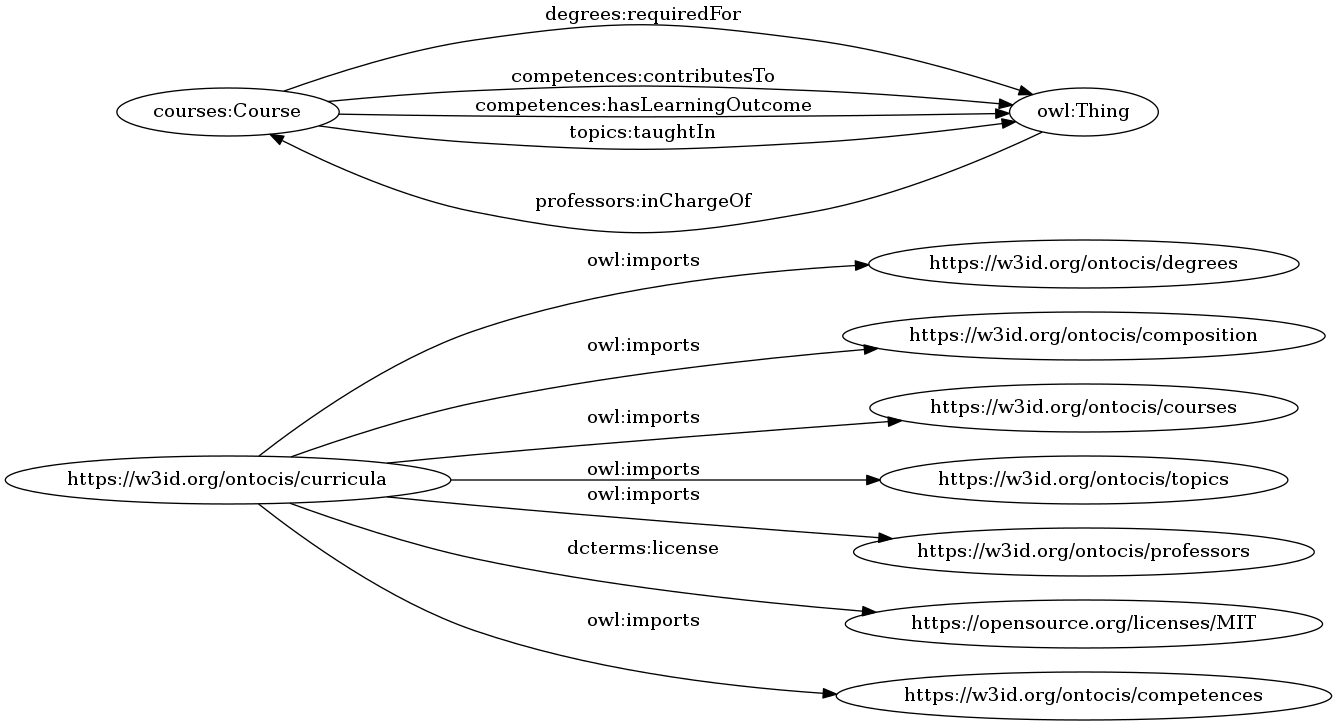 degrees:requiredFor
competences:contributesTo
courses:Course
competences:hasLearningOutcome
owl:Thing
topics:taughtIn
professors:inChargeOf
owl:imports
https://w3id.org/ontocis/degrees
owl:imports
https://w3id.org/ontocis/composition
owl:imports
https://w3id.org/ontocis/courses
owl:imports
https://w3id.org/ontocis/curricula
https://w3id.org/ontocis/topics
owl:imports
https://w3id.org/ontocis/professors
dcterms:license
https://opensource.org/licenses/MIT
owl:imports
https://w3id.org/ontocis/competences